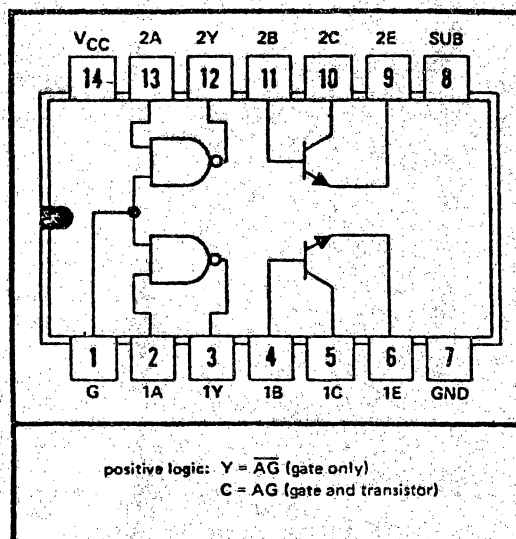 VCC 2A 2Y 2B 2C 2E SUB
14 13 12 11 10 9 8
1 2 3 4 5 6 7
G 1A 1Y 1B 1C 1E GND
positive logic: Y = A̅G̅ (gate only)
C = AG (gate and transistor)